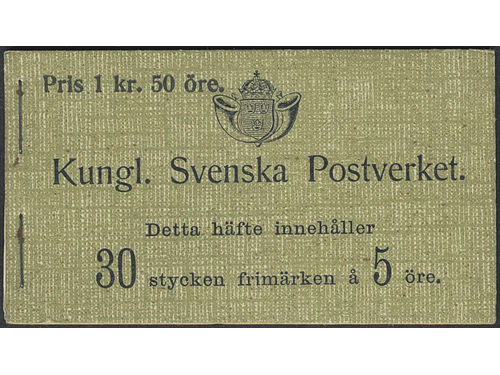 Pris 1 kr. 50 öre.
Kungl. Svenska Postverket.
Detta häfte innehåller
30 stycken frimärken å 5 öre.